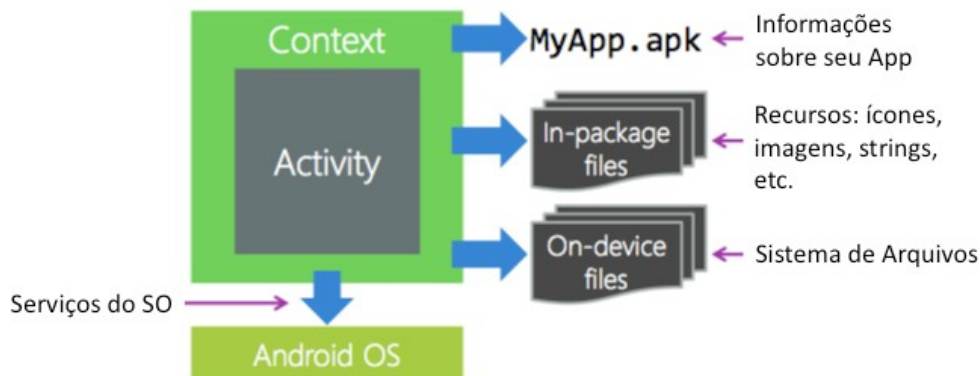 Context
MyApp.apk
Informações
sobre seu App
Activity
In-package
files
Recursos: ícones,
imagens, strings,
etc.
On-device
files
Sistema de Arquivos
Serviços do SO
Android OS